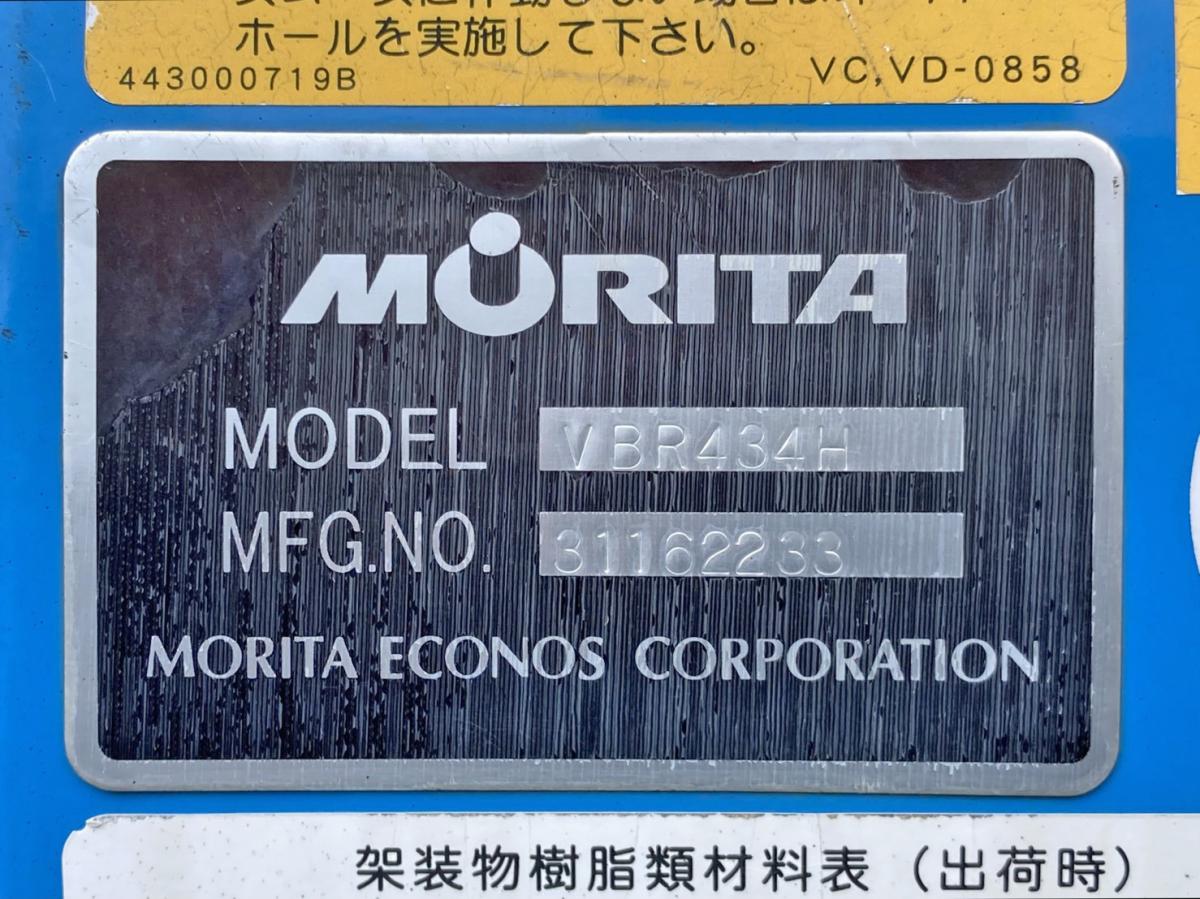 ホールを実施して下さい。
443000719B
VC,VD-0858
MORITA
MODEL VBR434H
MFG.NO. 31162233
MORITA ECONOS CORPORATION
架装物樹脂類材料表（出荷時）